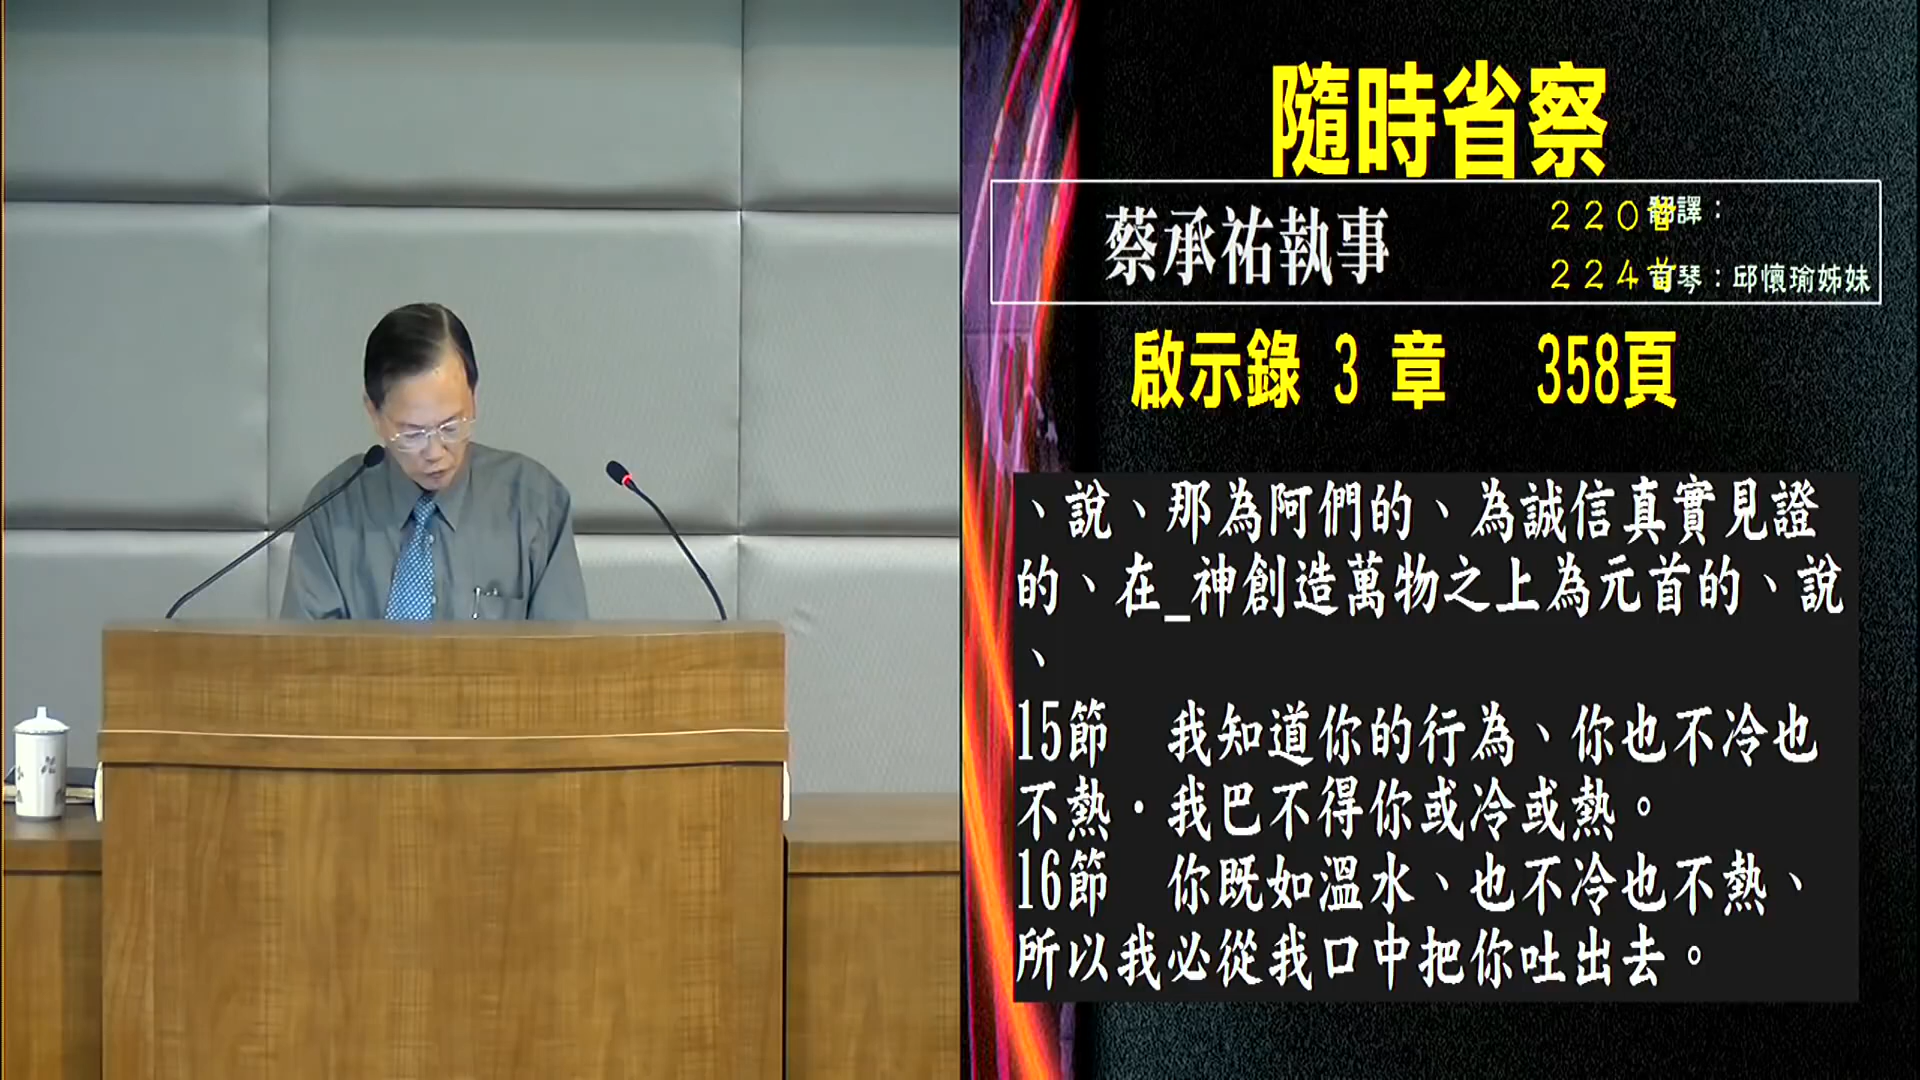 隨時省察
蔡承祐執事
220首 翻譯：
224首 琴：邱懷瑜姊妹
啟示錄 3 章 358頁
、說、那為阿們的、為誠信真實見證
的、在_神創造萬物之上為元首的、說
、
15節 我知道你的行為、你也不冷也
不熱．我巴不得你或冷或熱。
16節 你既如溫水、也不冷也不熱、
所以我必從我口中把你吐出去。